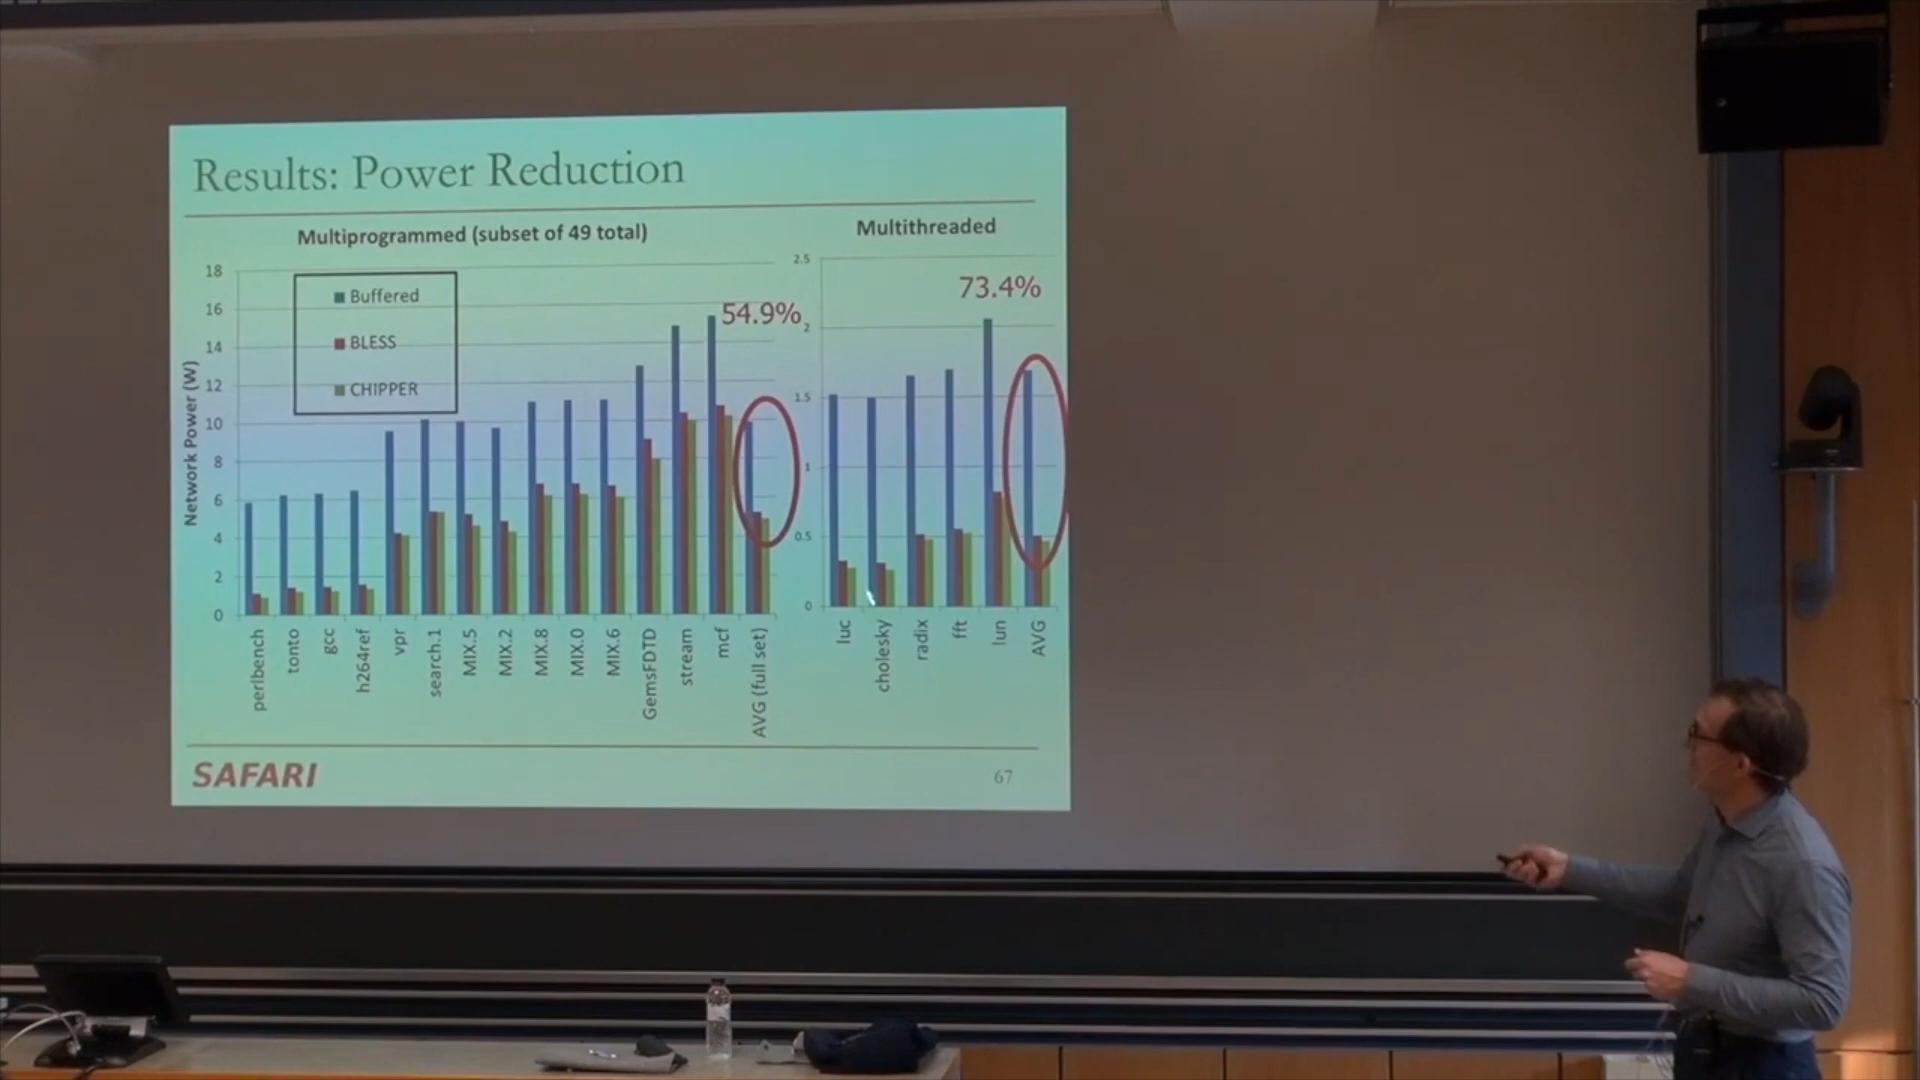 Results: Power Reduction
Multiprogrammed (subset of 49 total)
Network Power (W)
18
16
14
12
10
8
6
4
2
0
Buffered
BLESS
CHIPPER
54.9%
perlbench
tonto
gcc
h264ref
vpr
search.1
MIX.5
MIX.2
MIX.8
MIX.0
MIX.6
GemsFDTD
stream
mcf
AVG (full set)
Multithreaded
2.5
2
1.5
1
0.5
0
73.4%
luc
cholesky
radix
fft
lun
AVG
SAFARI
67